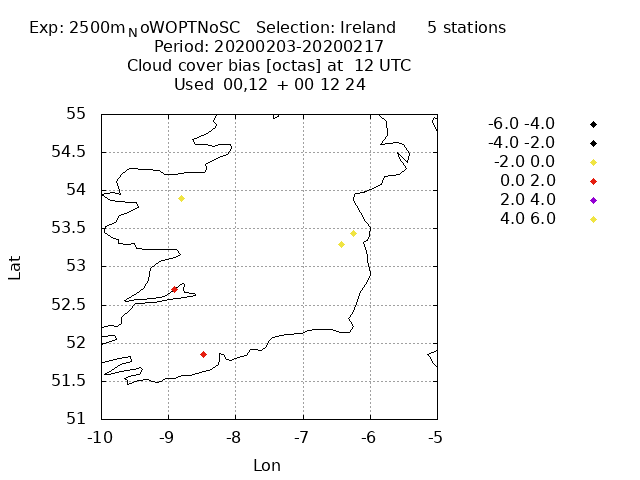 Exp: 2500m_NoWOPTNoSC   Selection: Ireland      5 stations
Period: 20200203-20200217
Cloud cover bias [octas] at  12 UTC
Used  00,12  + 00 12 24
-6.0 -4.0
-4.0 -2.0
-2.0 0.0
0.0 2.0
2.0 4.0
4.0 6.0
55
54.5
54
53.5
53
52.5
52
51.5
51
Lat
-10 -9 -8 -7 -6 -5
Lon